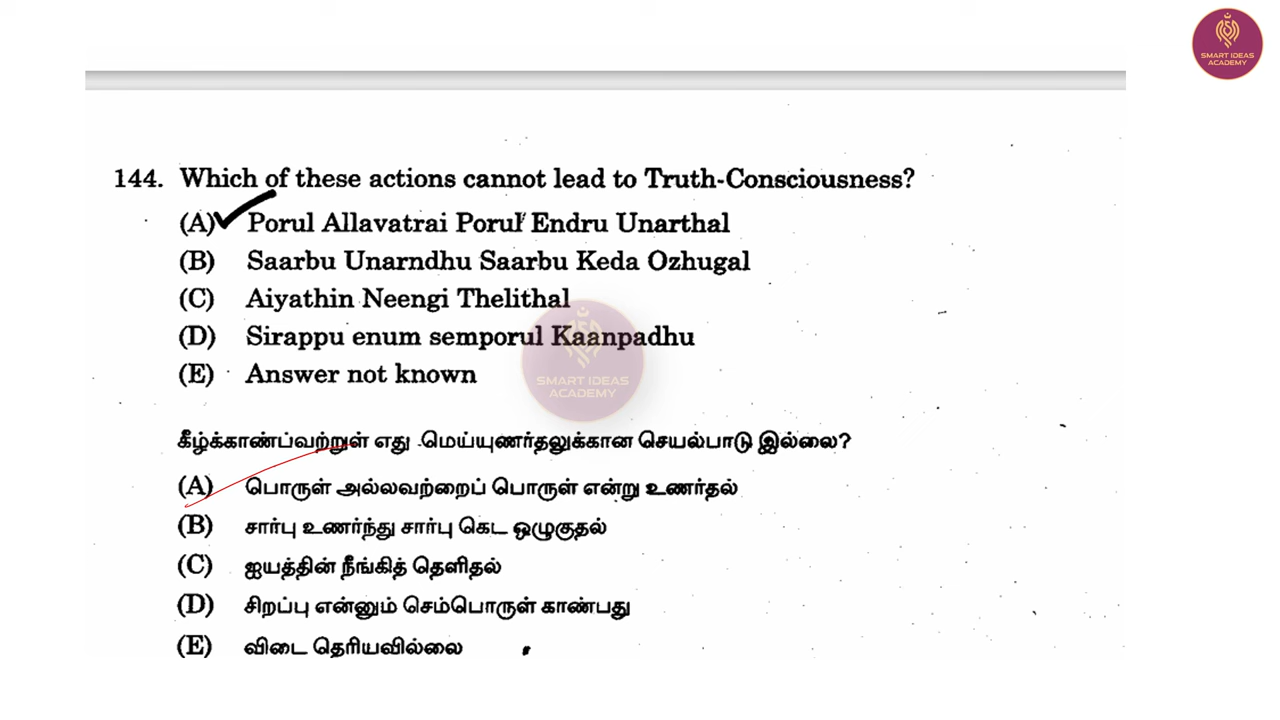 SMART IDEAS
ACADEMY
144. Which of these actions cannot lead to Truth-Consciousness?
(A) Porul Allavatrai Porul Endru Unarthal
(B) Saarbu Unarndhu Saarbu Keda Ozhugal
(C) Aiyathin Neengi Thelithal
(D) Sirappu enum semporul Kaanpadhu
(E) Answer not known
SMART IDEAS
ACADEMY
கீழ்க்காண்பவற்றுள் எது மெய்யுணர்தலுக்கான செயல்பாடு இல்லை?
(A) பொருள் அல்லவற்றைப் பொருள் என்று உணர்தல்
(B) சார்பு உணர்ந்து சார்பு கெட ஒழுகுதல்
(C) ஐயத்தின் நீங்கித் தெளிதல்
(D) சிறப்பு என்னும் செம்பொருள் காண்பது
(E) விடை தெரியவில்லை